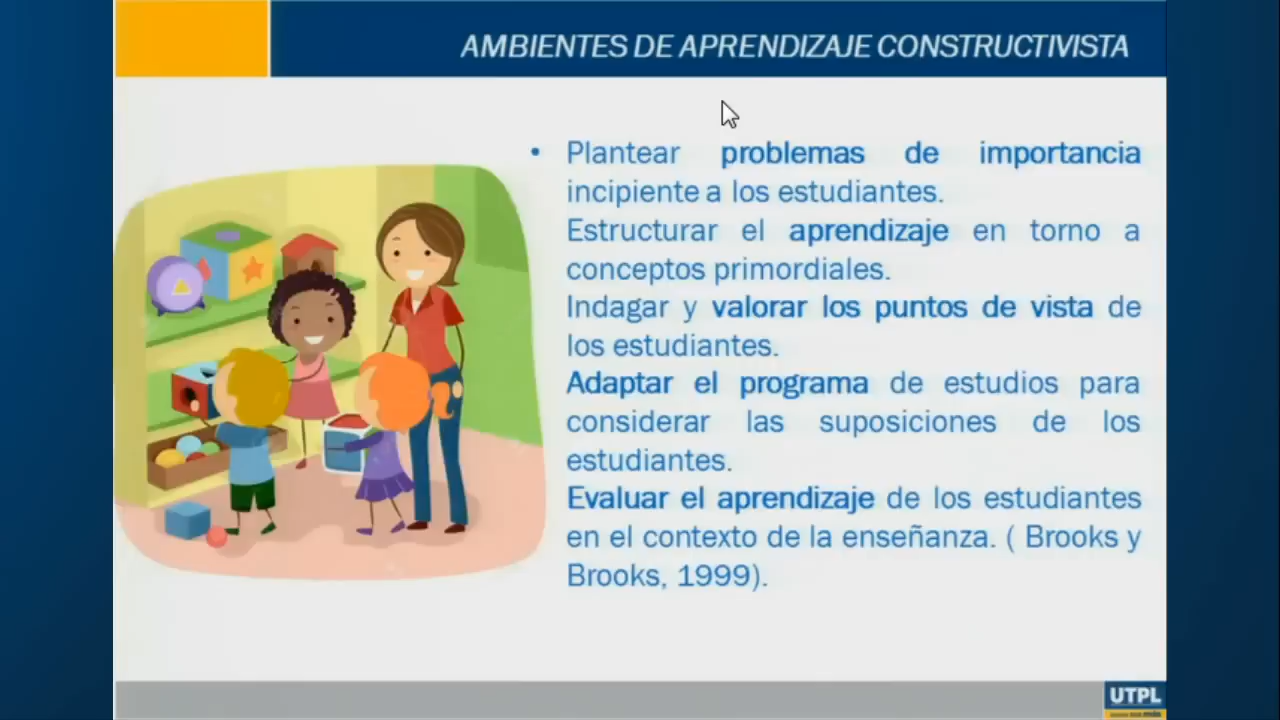 AMBIENTES DE APRENDIZAJE CONSTRUCTIVISTA
• Plantear problemas de importancia
incipiente a los estudiantes.
Estructurar el aprendizaje en torno a
conceptos primordiales.
Indagar y valorar los puntos de vista de
los estudiantes.
Adaptar el programa de estudios para
considerar las suposiciones de los
estudiantes.
Evaluar el aprendizaje de los estudiantes
en el contexto de la enseñanza. ( Brooks y
Brooks, 1999).
UTPL